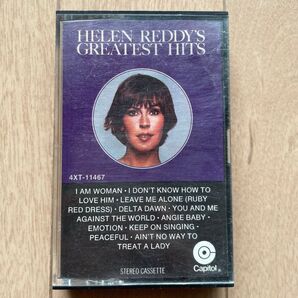 HELEN REDDY'S
GREATEST HITS
4XT-11467
I AM WOMAN · I DON'T KNOW HOW TO
LOVE HIM · LEAVE ME ALONE (RUBY
RED DRESS) · DELTA DAWN · YOU AND ME
AGAINST THE WORLD · ANGIE BABY ·
EMOTION · KEEP ON SINGING ·
PEACEFUL · AIN'T NO WAY TO
TREAT A LADY
STEREO CASSETTE
Capitol